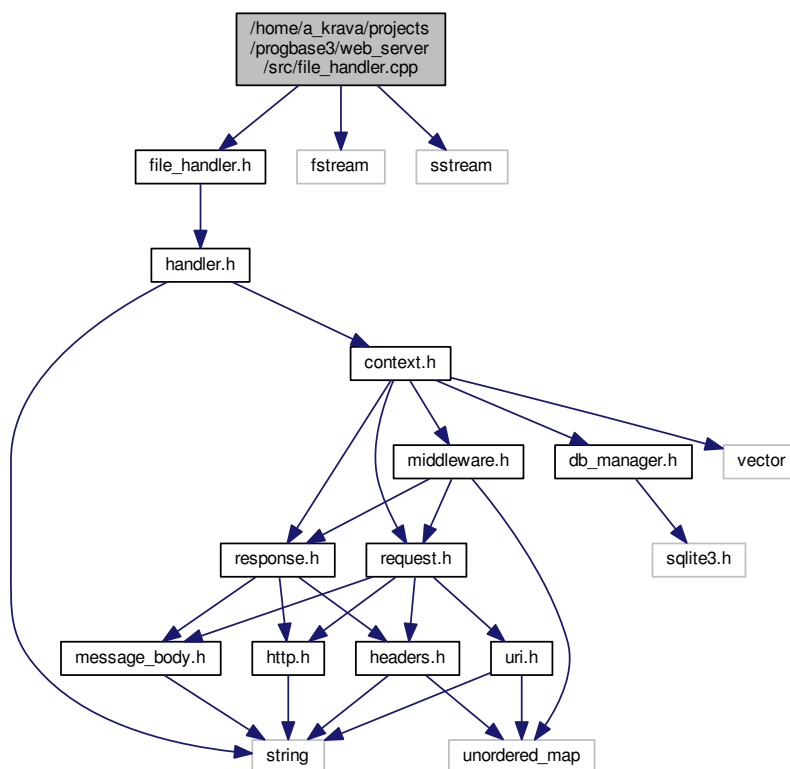 /home/a_krava/projects
/progbase3/web_server
/src/file_handler.cpp
file_handler.h
fstream
sstream
handler.h
context.h
middleware.h
db_manager.h
vector
response.h
request.h
sqlite3.h
message_body.h
http.h
headers.h
uri.h
string
unordered_map